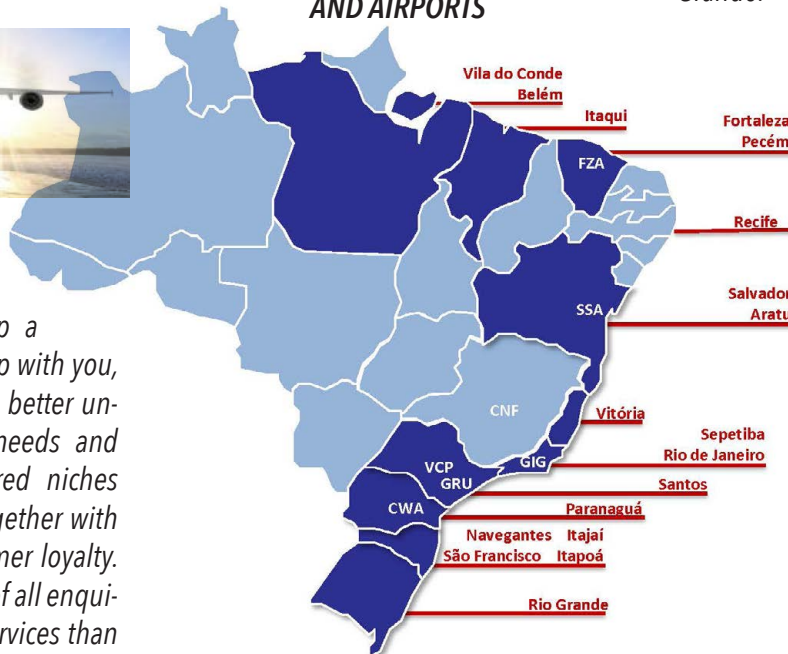 AND AIRPORTS
Vila do Conde
Belém
Itaqui
Fortaleza
Pecém
FZA
Recife
SSA
Salvador
Aratu
p a
p with you,
better un-
needs and
red niches
gether with
mer loyalty.
f all enqui-
rvices than
CNF
Vitória
VCP
GRU
GIG
Sepetiba
Rio de Janeiro
Santos
CWA
Paranaguá
Navegantes Itajaí
São Francisco Itapoá
Rio Grande